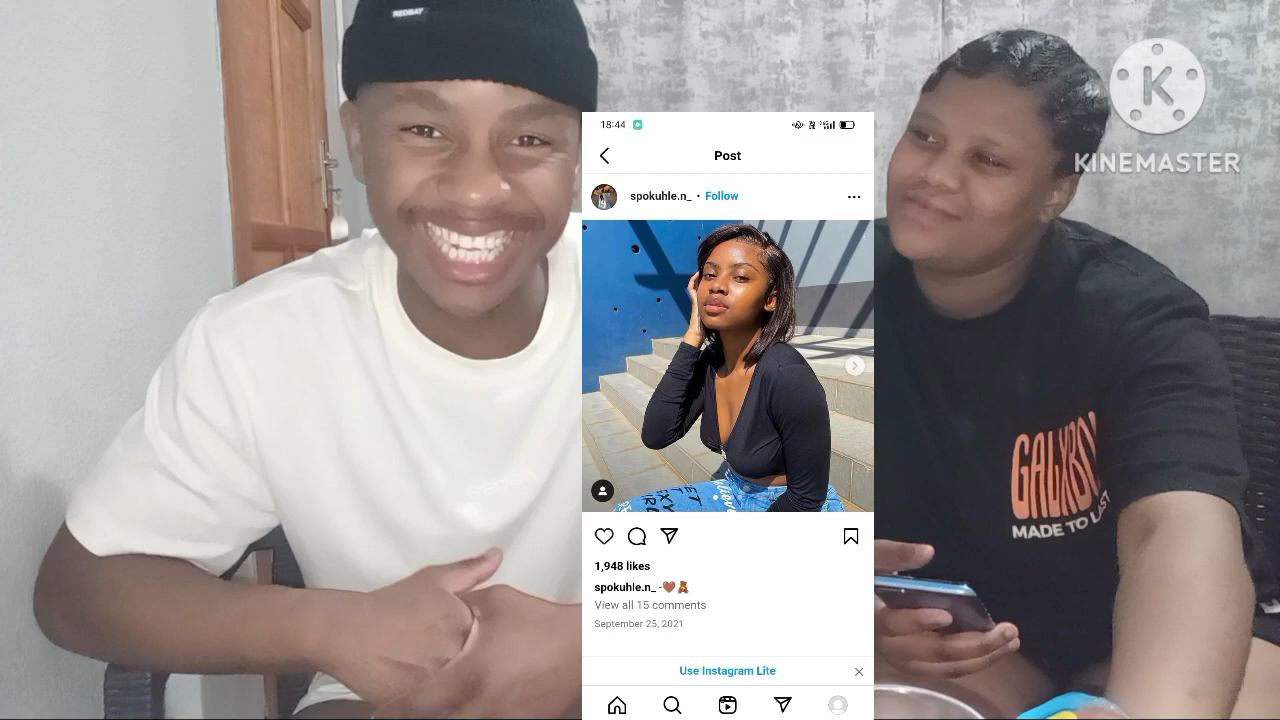 REDBAT
18:44
Post
spokuhle.n_ • Follow
1,948 likes
spokuhle.n_ -🤎🧸
View all 15 comments
September 25, 2021
Use Instagram Lite
KINEMASTER
GALXBOY
MADE TO LAST